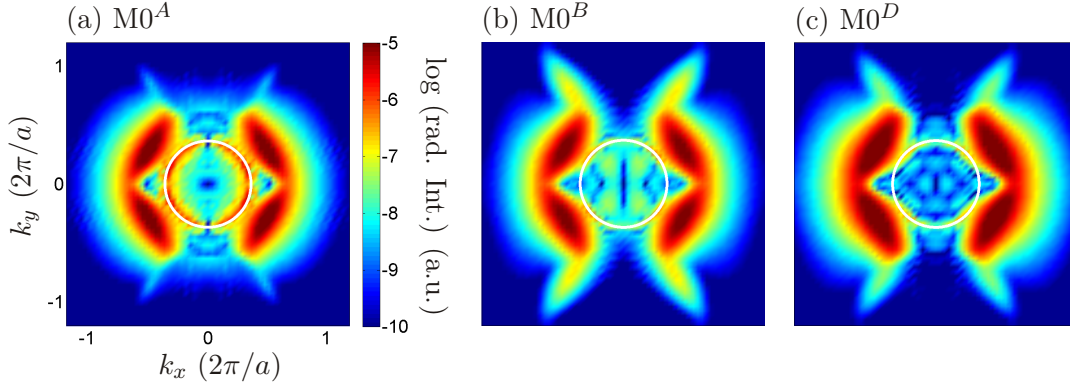 (a) M0^A
(b) M0^B
(c) M0^D
1
0
-1
k_y (2π/a)
-1
0
1
k_x (2π/a)
-5
-6
-7
-8
-9
-10
log (rad. Int.) (a.u.)